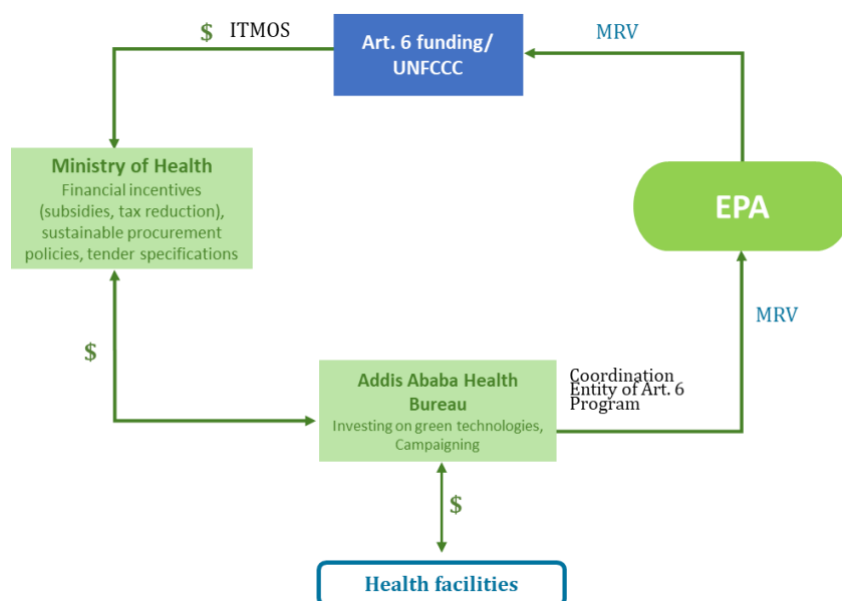 $ ITMOS
Art. 6 funding/
UNFCCC
MRV
Ministry of Health
Financial incentives
(subsidies, tax reduction),
sustainable procurement
policies, tender specifications
EPA
MRV
$
Addis Ababa Health
Bureau
Investing on green technologies,
Campaigning
Coordination
Entity of Art. 6
Program
$
Health facilities